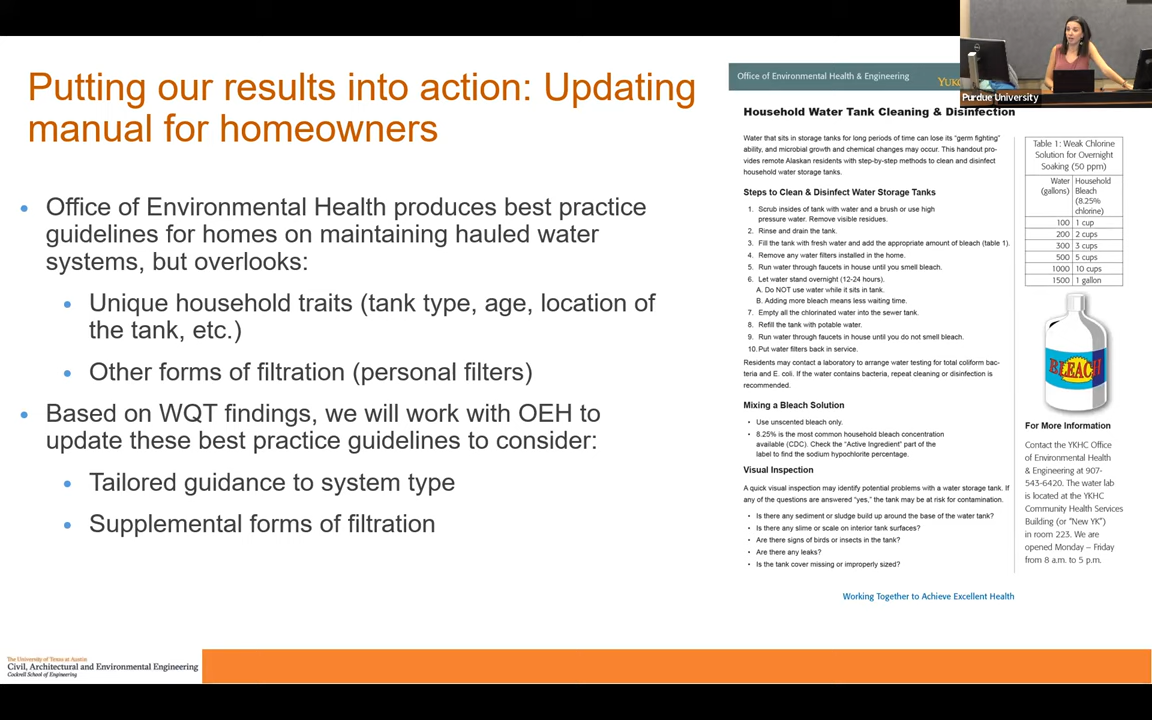 Putting our results into action: Updating
manual for homeowners
• Office of Environmental Health produces best practice
guidelines for homes on maintaining hauled water
systems, but overlooks:
• Unique household traits (tank type, age, location of
the tank, etc.)
• Other forms of filtration (personal filters)
• Based on WQT findings, we will work with OEH to
update these best practice guidelines to consider:
• Tailored guidance to system type
• Supplemental forms of filtration
Office of Environmental Health & Engineering
Purdue University
Household Water Tank Cleaning & Disinfection
Water that sits in storage tanks for long periods of time can lose its "germ fighting"
ability, and microbial growth and chemical changes may occur. This handout pro-
vides remote Alaskan residents with step-by-step methods to clean and disinfect
household water storage tanks.
Steps to Clean & Disinfect Water Storage Tanks
1. Scrub insides of tank with water and a brush or use high
pressure water. Remove visible residues.
2. Rinse and drain the tank.
3. Fill the tank with fresh water and add the appropriate amount of bleach (table 1).
4. Remove any water filters installed in the home.
5. Run water through faucets in house until you smell bleach.
6. Let water stand overnight (12-24 hours).
A. Do NOT use water while it sits in tank.
B. Adding more bleach means less waiting time.
7. Empty all the chlorinated water into the sewer tank.
8. Refill the tank with potable water.
9. Run water through faucets in house until you do not smell bleach.
10. Put water filters back in service.
Residents may contact a laboratory to arrange water testing for total coliform bac-
teria and E. coli. If the water contains bacteria, repeat cleaning or disinfection is
recommended.
Mixing a Bleach Solution
• Use unscented bleach only.
• 8.25% is the most common household bleach concentration
available (CDC). Check the "Active Ingredient" part of the
label to find the sodium hypochlorite percentage.
Visual Inspection
A quick visual inspection may identify potential problems with a water storage tank. If
any of the questions are answered "yes," the tank may be at risk for contamination.
• Is there any sediment or sludge build up around the base of the water tank?
• Is there any slime or scale on interior tank surfaces?
• Are there signs of birds or insects in the tank?
• Are there any leaks?
• Is the tank cover missing or improperly sized?
Table 1: Weak Chlorine
Solution for Overnight
Soaking (50 ppm)
Water (gallons) Household Bleach (8.25% chlorine)
100 1 cup
200 2 cups
300 3 cups
500 5 cups
1000 10 cups
1500 1 gallon
BLEACH
For More Information
Contact the YKHC Office
of Environmental Health
& Engineering at 907-
543-6420. The water lab
is located at the YKHC
Community Health Services
Building (or "New YK")
in room 223. We are
opened Monday – Friday
from 8 a.m. to 5 p.m.
Working Together to Achieve Excellent Health
The University of Texas at Austin
Civil, Architectural and Environmental Engineering
Cockrell School of Engineering